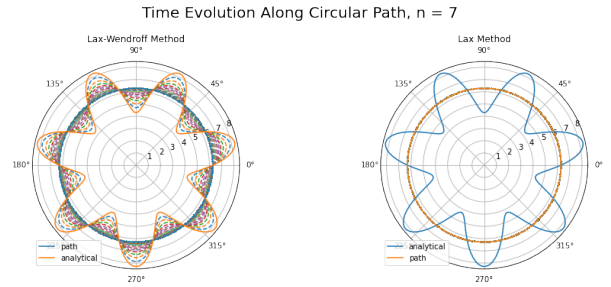 Time Evolution Along Circular Path, n = 7
Lax-Wendroff Method
90°
135°
45°
180°
0°
1 2 3 4 5 6 7 8
315°
270°
path
analytical
Lax Method
90°
135°
45°
180°
0°
1 2 3 4 5 6 7 8
315°
270°
analytical
path